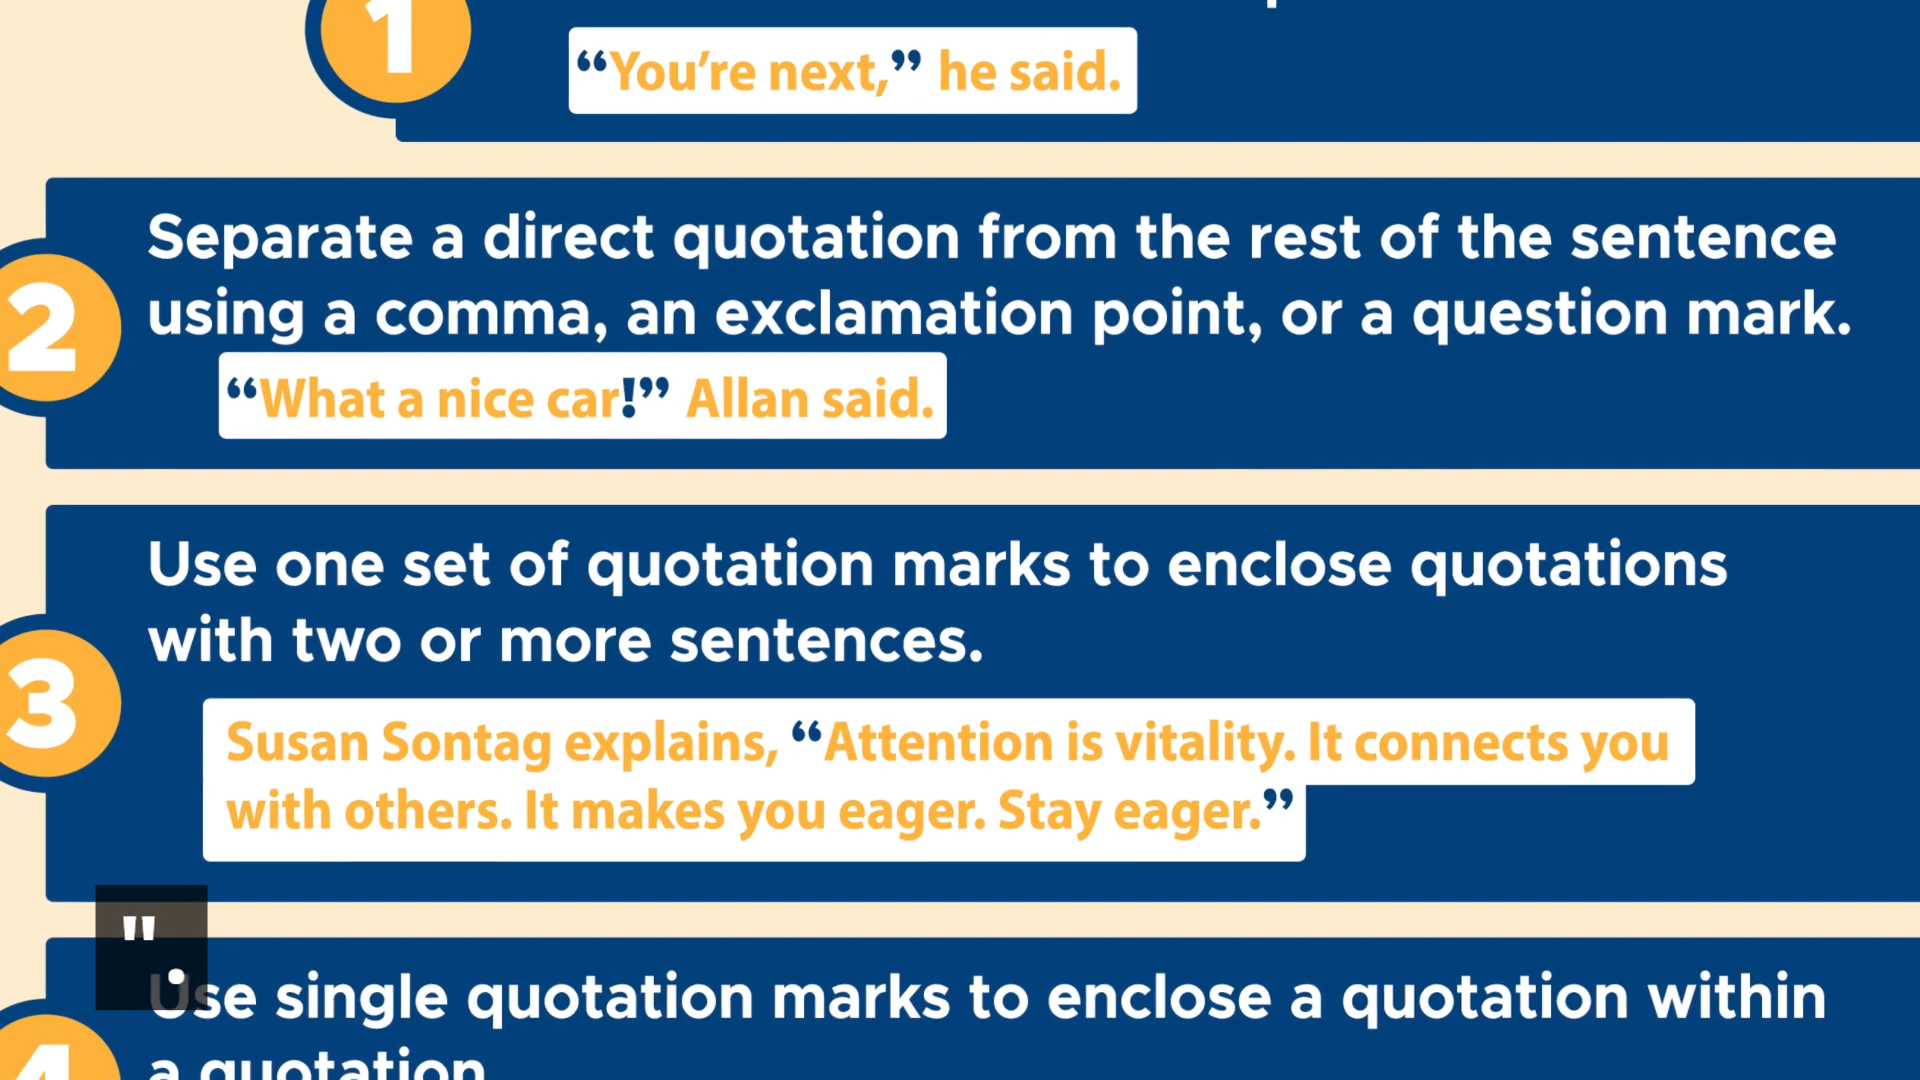 1
“You’re next,” he said.
2
Separate a direct quotation from the rest of the sentence
using a comma, an exclamation point, or a question mark.
“What a nice car!” Allan said.
3
Use one set of quotation marks to enclose quotations
with two or more sentences.
Susan Sontag explains, “Attention is vitality. It connects you
with others. It makes you eager. Stay eager.”
".
4
Use single quotation marks to enclose a quotation within
a quotation